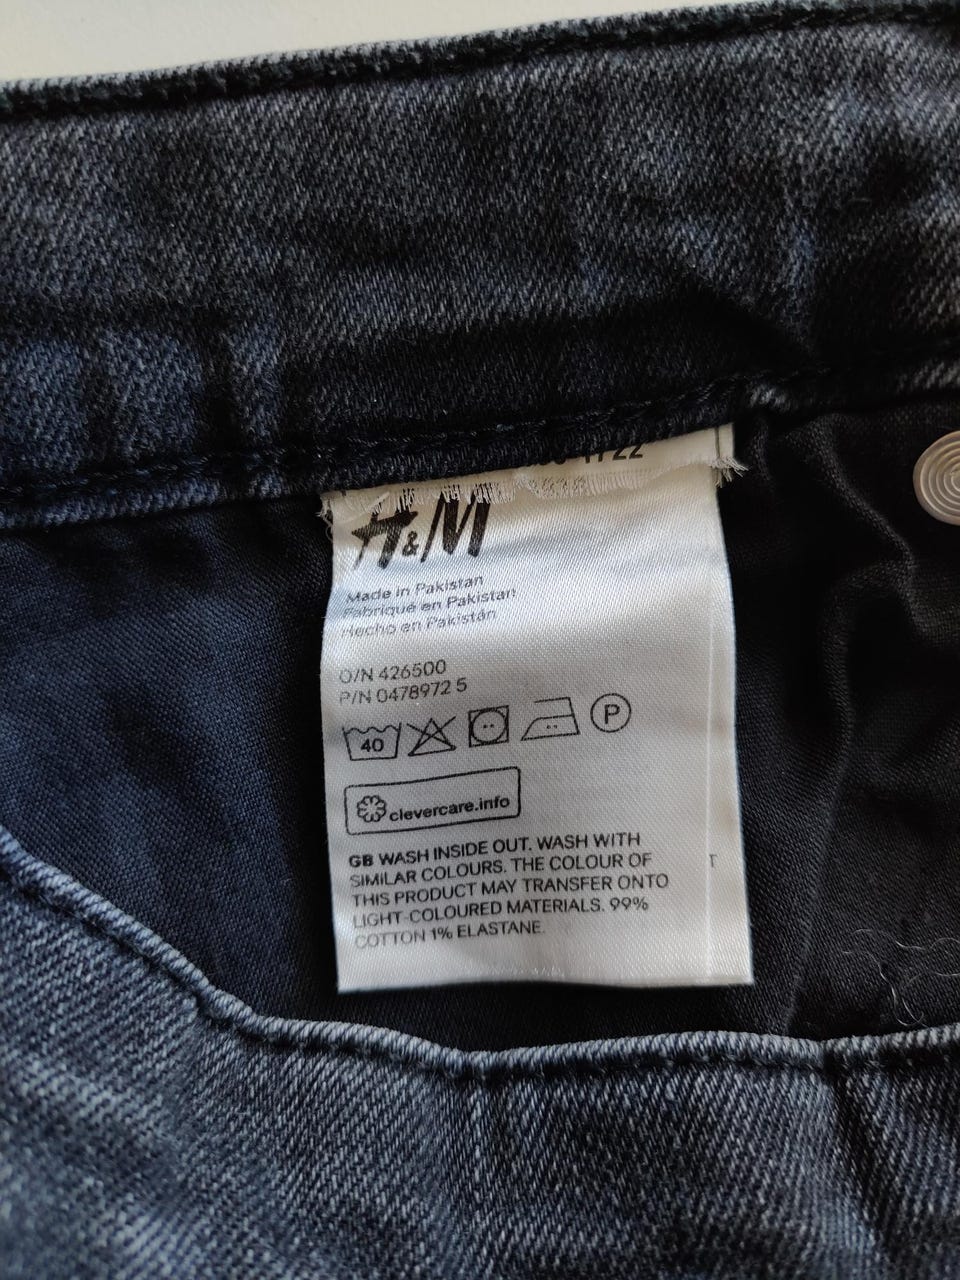 H&M
Made in Pakistan
Fabriqué en Pakistan
Hecho en Pakistán
O/N 426500
P/N 0478972 5
40
P
clevercare.info
GB WASH INSIDE OUT. WASH WITH
SIMILAR COLOURS. THE COLOUR OF
THIS PRODUCT MAY TRANSFER ONTO
LIGHT-COLOURED MATERIALS. 99%
COTTON 1% ELASTANE.